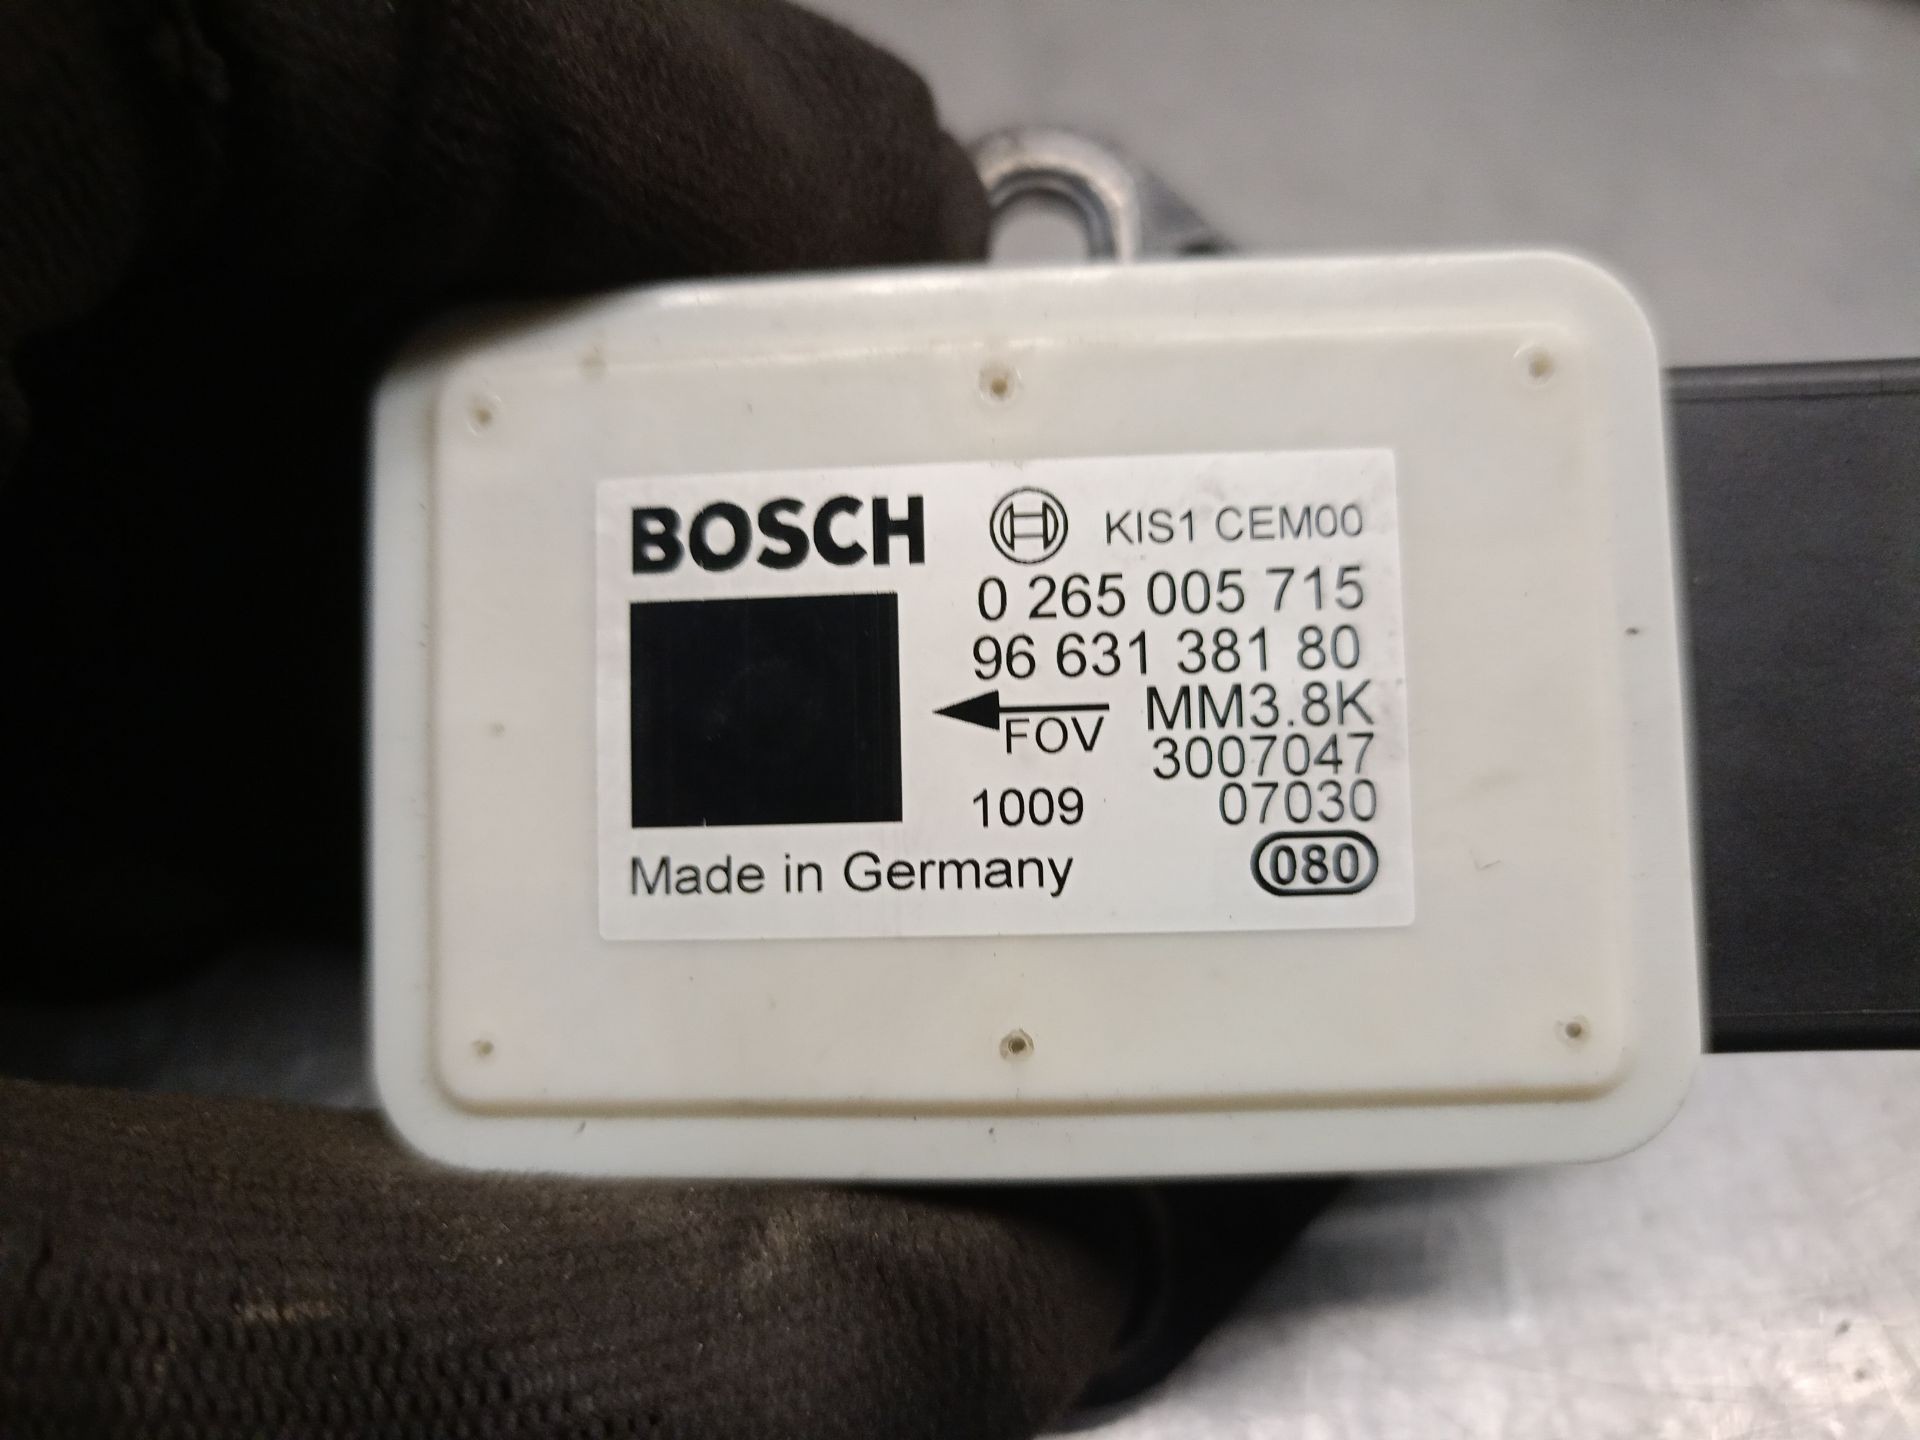 BOSCH KIS1 CEM00
0 265 005 715
96 631 381 80
MM3.8K
FOV
3007047
1009 07030
Made in Germany 080